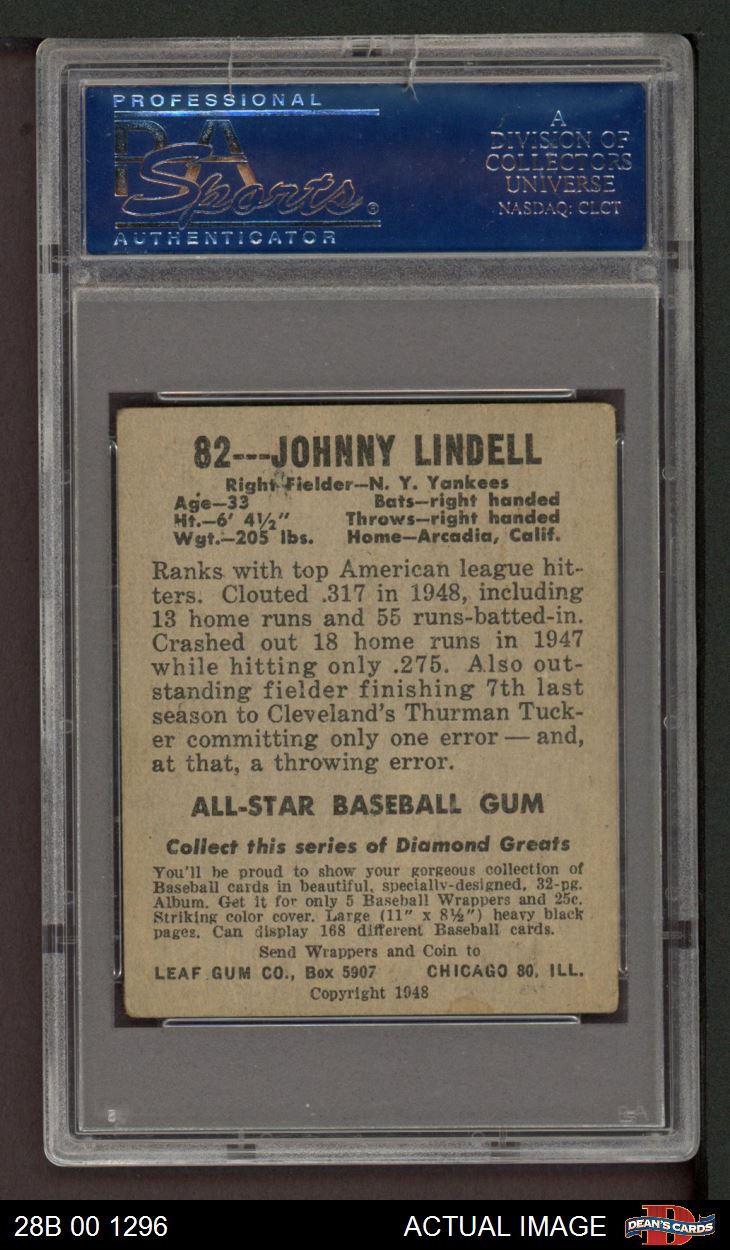 PROFESSIONAL
PSA
Sports®
AUTHENTICATOR
A
DIVISION OF
COLLECTORS
UNIVERSE
NASDAQ: CLCT
82---JOHNNY LINDELL
Right Fielder—N. Y. Yankees
Age—33 Bats—right handed
Ht.—6' 4½" Throws—right handed
Wgt.—205 lbs. Home—Arcadia, Calif.
Ranks with top American league hit-
ters. Clouted .317 in 1948, including
13 home runs and 55 runs-batted-in.
Crashed out 18 home runs in 1947
while hitting only .275. Also out-
standing fielder finishing 7th last
season to Cleveland's Thurman Tuck-
er committing only one error — and,
at that, a throwing error.
ALL-STAR BASEBALL GUM
Collect this series of Diamond Greats
You'll be proud to show your gorgeous collection of
Baseball cards in beautiful, specially-designed, 32-pg.
Album. Get it for only 5 Baseball Wrappers and 25c.
Striking color cover. Large (11" x 8½") heavy black
pages. Can display 168 different Baseball cards.
Send Wrappers and Coin to
LEAF GUM CO., Box 5907 CHICAGO 80, ILL.
Copyright 1948
28B 00 1296 ACTUAL IMAGE DEAN'S CARDS